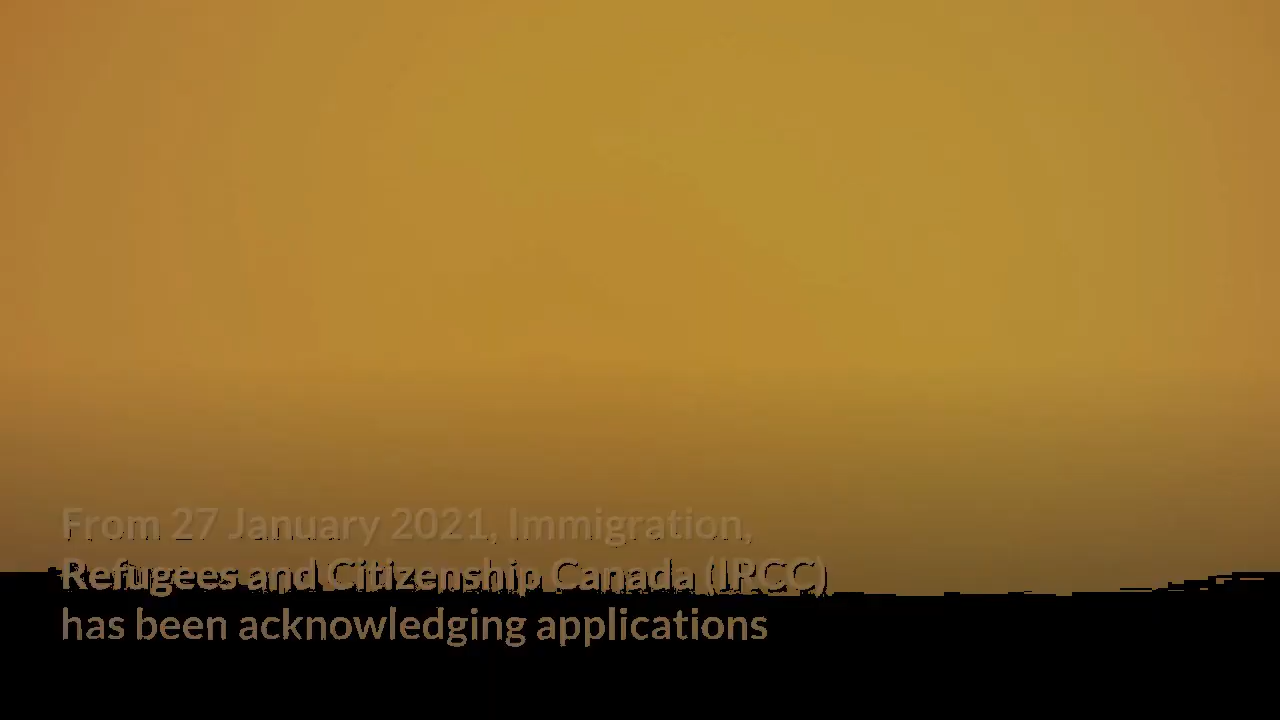 From 27 January 2021, Immigration,
Refugees and Citizenship Canada (IRCC)
has been acknowledging applications